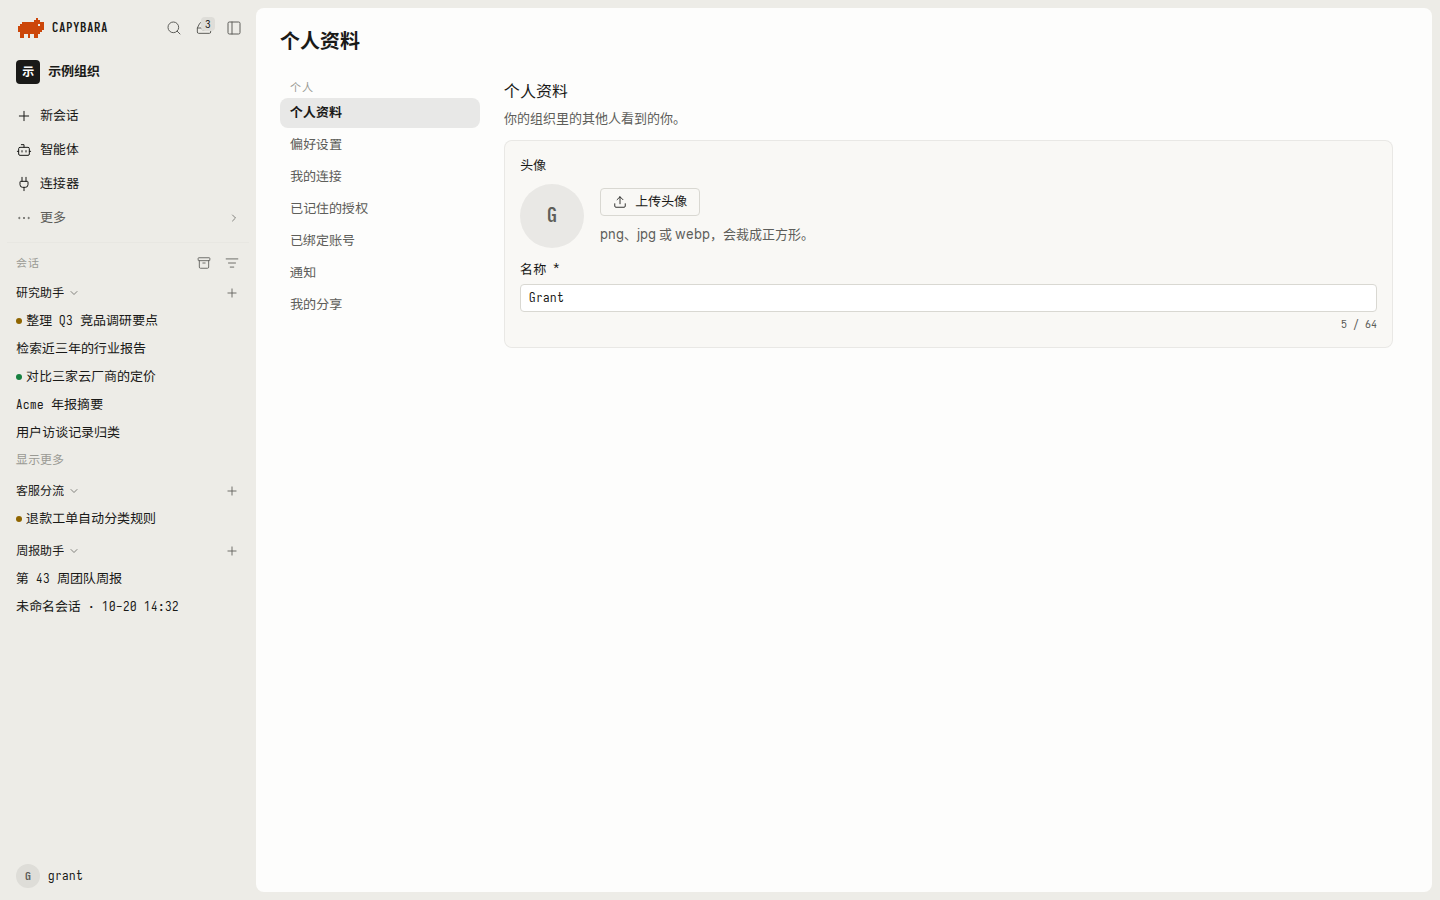 CAPYBARA
3
示 示例组织
新会话
智能体
连接器
更多
会话
研究助手
整理 Q3 竞品调研要点
检索近三年的行业报告
对比三家云厂商的定价
Acme 年报摘要
用户访谈记录归类
显示更多
客服分流
退款工单自动分类规则
周报助手
第 43 周团队周报
未命名会话 · 10-20 14:32
G grant
个人资料
个人
个人资料
偏好设置
我的连接
已记住的授权
已绑定账号
通知
我的分享
个人资料
你的组织里的其他人看到的你。
头像
G
上传头像
png、jpg 或 webp，会裁成正方形。
名称 *
Grant
5 / 64